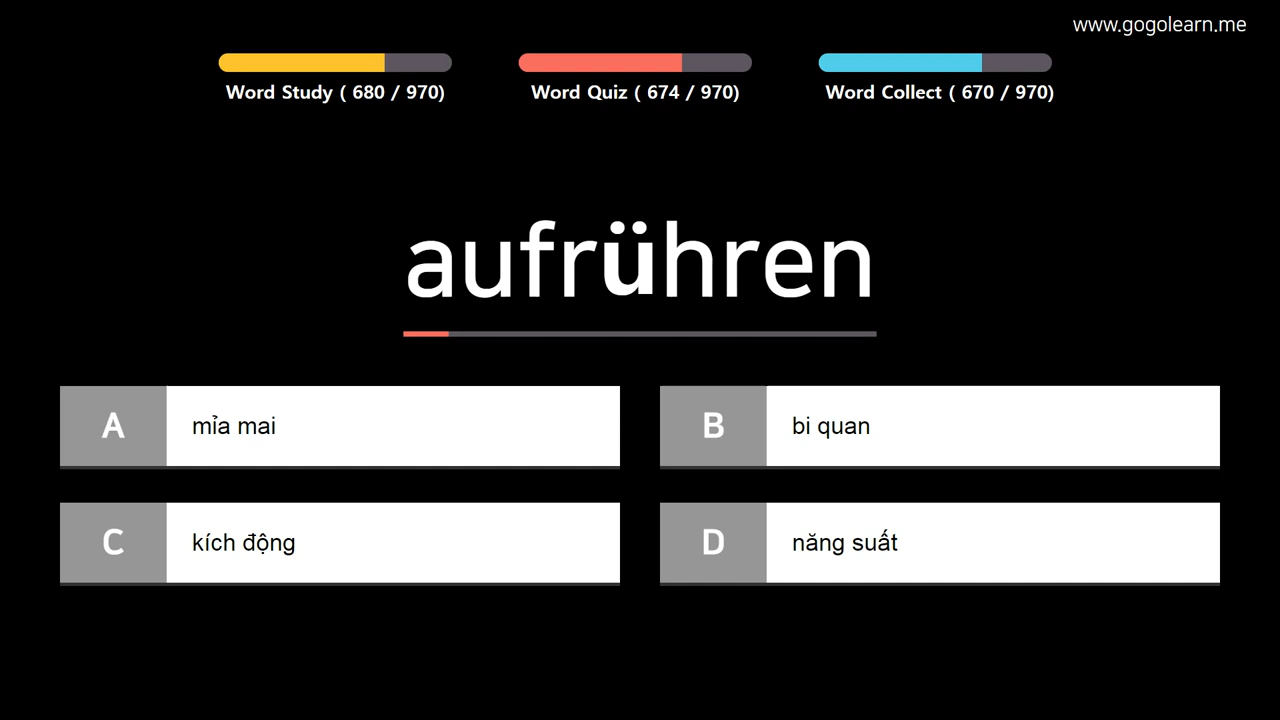 www.gogolearn.me
Word Study ( 680 / 970)
Word Quiz ( 674 / 970)
Word Collect ( 670 / 970)
aufrühren
A mỉa mai
B bi quan
C kích động
D năng suất